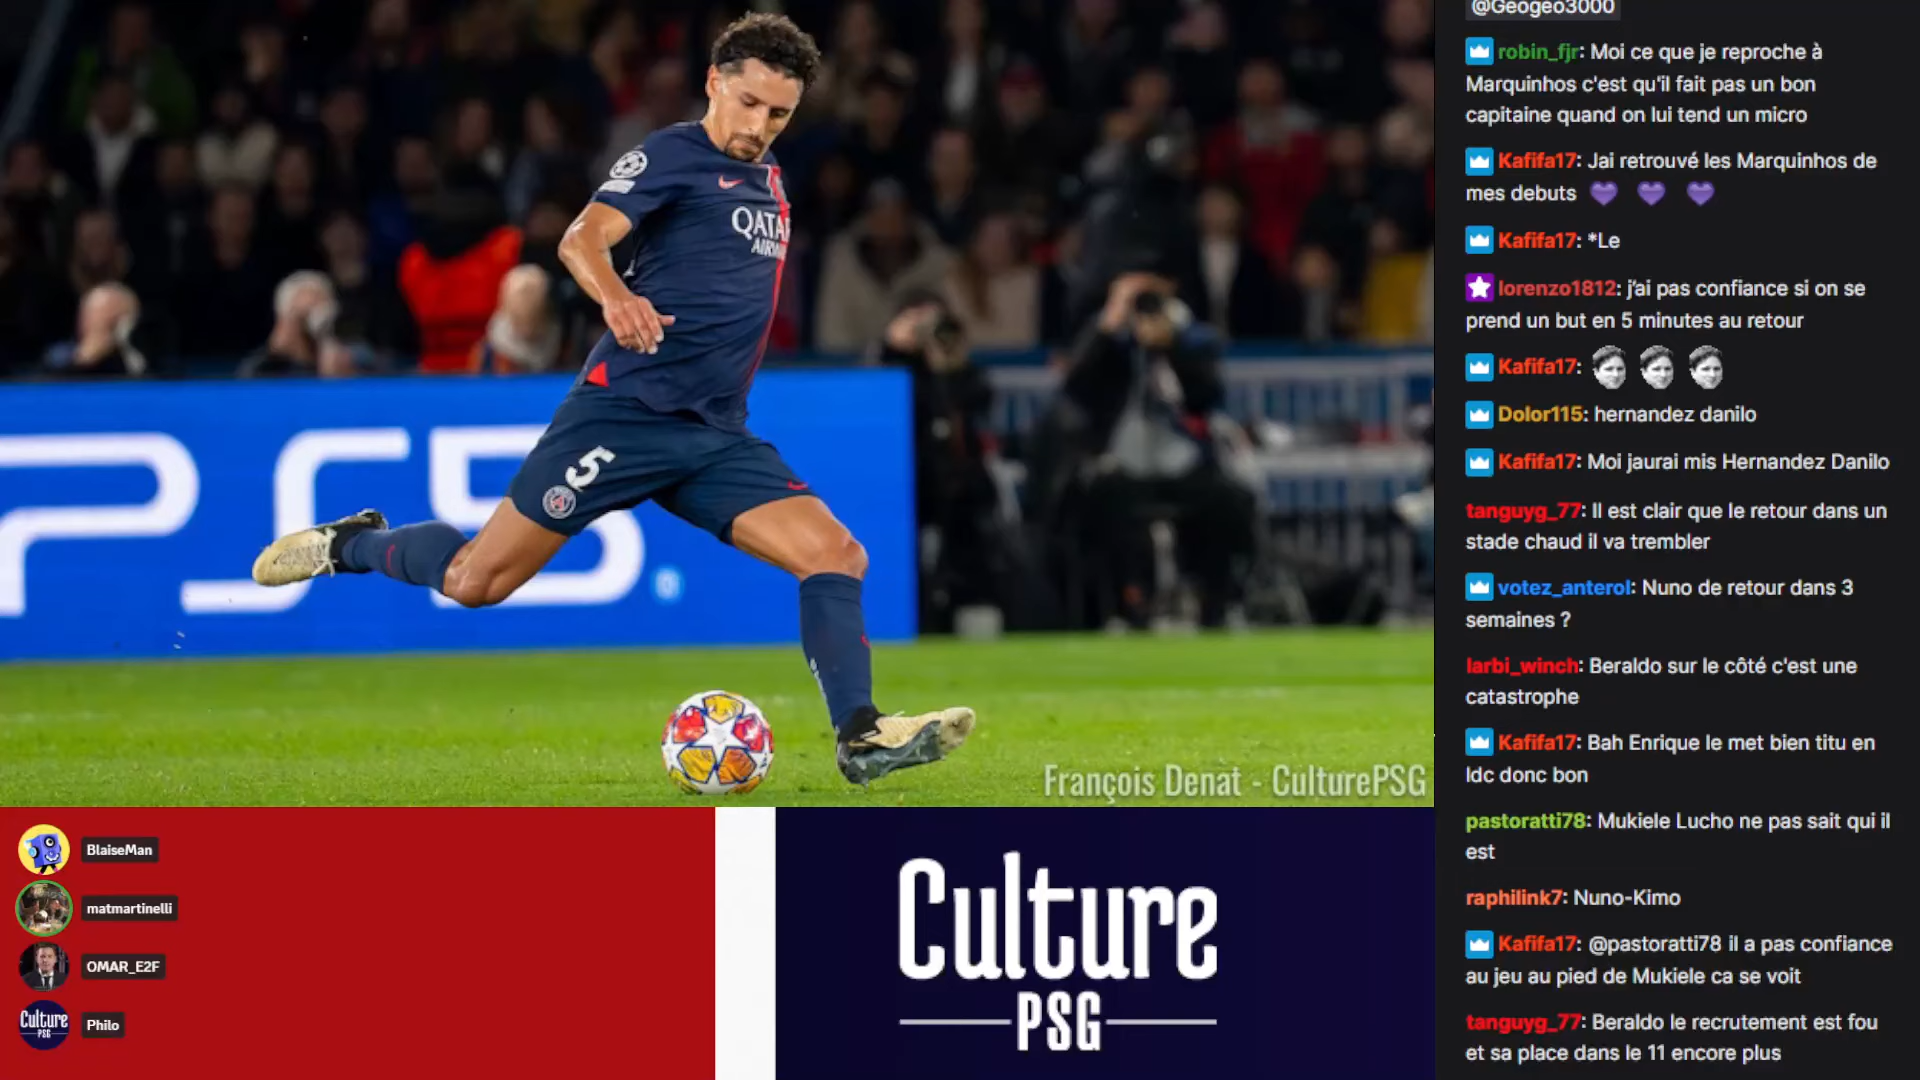 QATAR
AIRW
5
PS5
François Denat - CulturePSG
BlaiseMan
matmartinelli
OMAR_E2F
Culture
PSG
Philo
Culture
PSG
@Geogeo3000
robin_fjr: Moi ce que je reproche à
Marquinhos c'est qu'il fait pas un bon
capitaine quand on lui tend un micro
Kafifa17: Jai retrouvé les Marquinhos de
mes debuts
Kafifa17: *Le
lorenzo1812: j'ai pas confiance si on se
prend un but en 5 minutes au retour
Kafifa17:
Dolor115: hernandez danilo
Kafifa17: Moi jaurai mis Hernandez Danilo
tanguyg_77: Il est clair que le retour dans un
stade chaud il va trembler
votez_anterol: Nuno de retour dans 3
semaines ?
larbi_winch: Beraldo sur le côté c'est une
catastrophe
Kafifa17: Bah Enrique le met bien titu en
ldc donc bon
pastoratti78: Mukiele Lucho ne pas sait qui il
est
raphilink7: Nuno-Kimo
Kafifa17: @pastoratti78 il a pas confiance
au jeu au pied de Mukiele ca se voit
tanguyg_77: Beraldo le recrutement est fou
et sa place dans le 11 encore plus